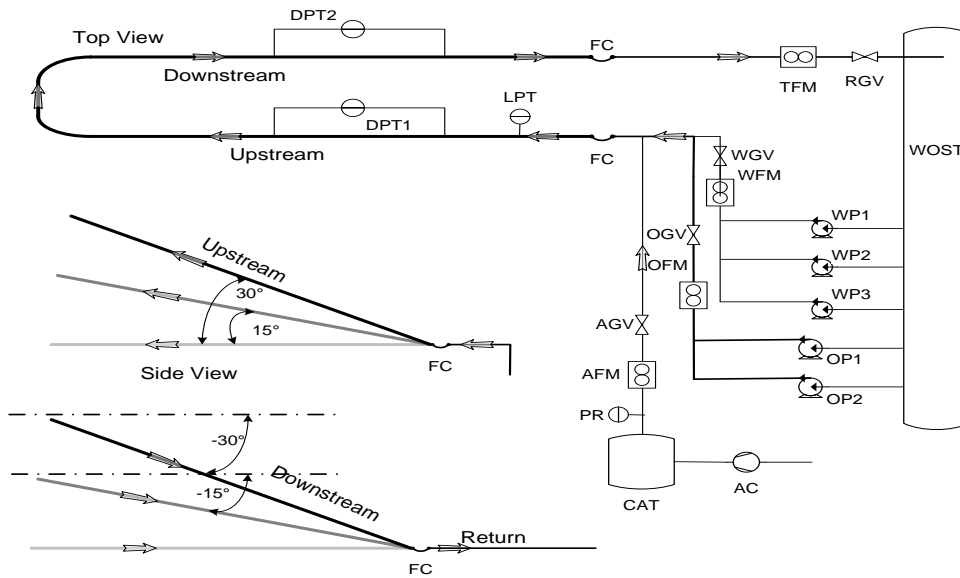 DPT2
Top View
FC
Downstream
TFM
RGV
LPT
DPT1
Upstream
FC
WGV
WOST
WFM
WP1
Upstream
OGV
WP2
OFM
30°
WP3
15°
AGV
OP1
FC
Side View
AFM
OP2
PR
-30°
Downstream
-15°
CAT
AC
Return
FC